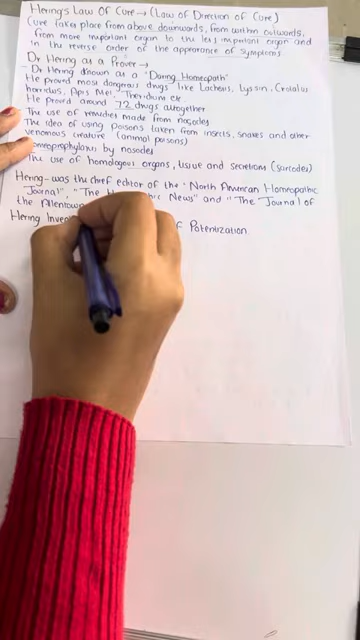 Hering's Law Of Cure → (Law of Direction of Cure)
Cure takes place from above downwards, from within outwards,
from more important organ to the less important organ and
in the reverse order of the appearance of symptoms
Dr Hering as a Prover →
- Dr Hering is known as a "Daring Homeopath"
He proved most dangerous drugs like Lachesis, Lyssin, Crotalus
horridus, Apis Mel, Theridium etc.
He proved around 72 drugs altogether
The use of remedies made from nosodes
The idea of using poisons taken from insects, snakes and other
venomous creature (animal poisons)
Homeoprophylaxis by nosodes
The use of homologous organs, tissue and secretions (sarcodes)
Hering - was the chief editor of the "North American Homeopathic
Journal", "The News" and "The Journal of
the Allentown
Hering Inven f Potentization.